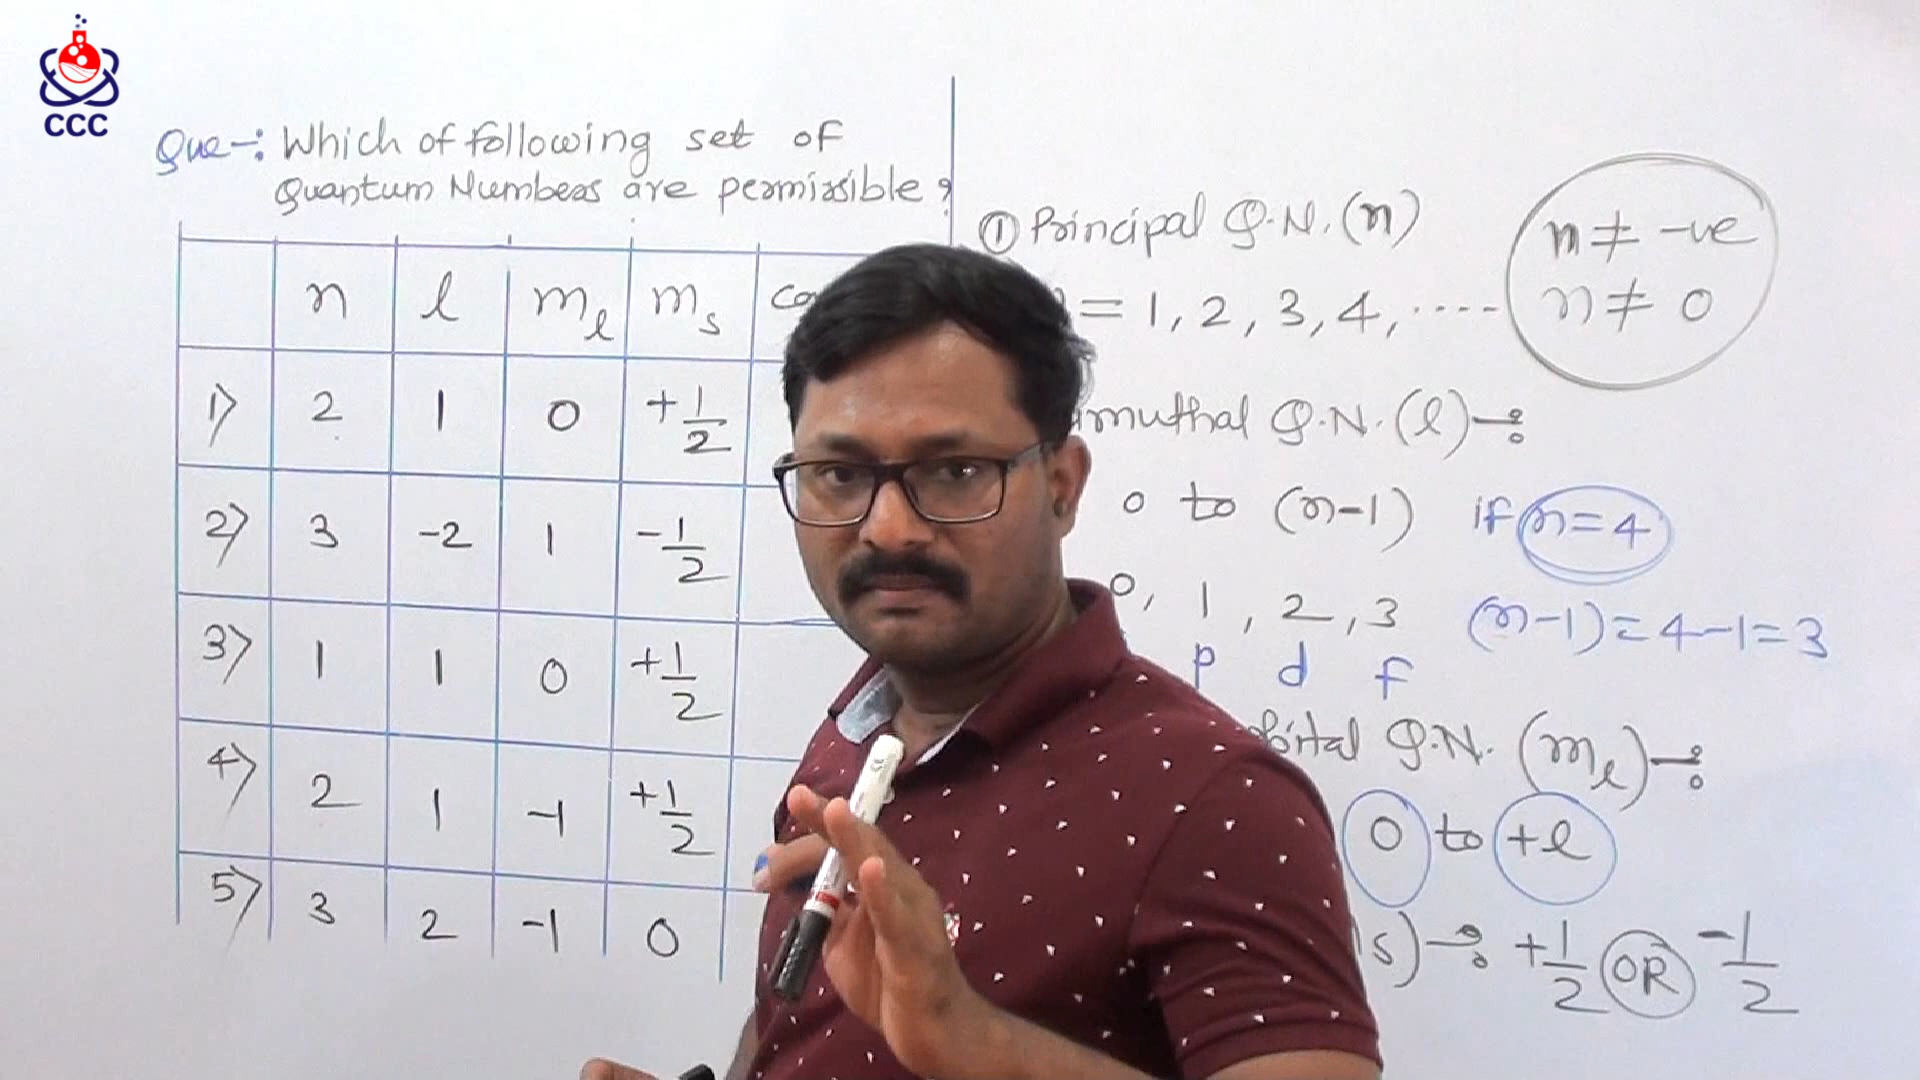 CCC
Que-: Which of following set of
Quantum Numbers are permissible ?
n l mₗ mₛ
1) 2 1 0 +1/2
2) 3 -2 1 -1/2
3) 1 1 0 +1/2
4) 2 1 -1 +1/2
5) 3 2 -1 0
① Principal Q.N. (n)
= 1, 2, 3, 4, ....
n ≠ -ve
n ≠ 0
Q.N. (l) -:
0 to (n-1) if n=4
0, 1, 2, 3 (n-1)=4-1=3
p d f
Q.N. (mₗ) -:
0 to +l
s) -: +1/2 OR -1/2